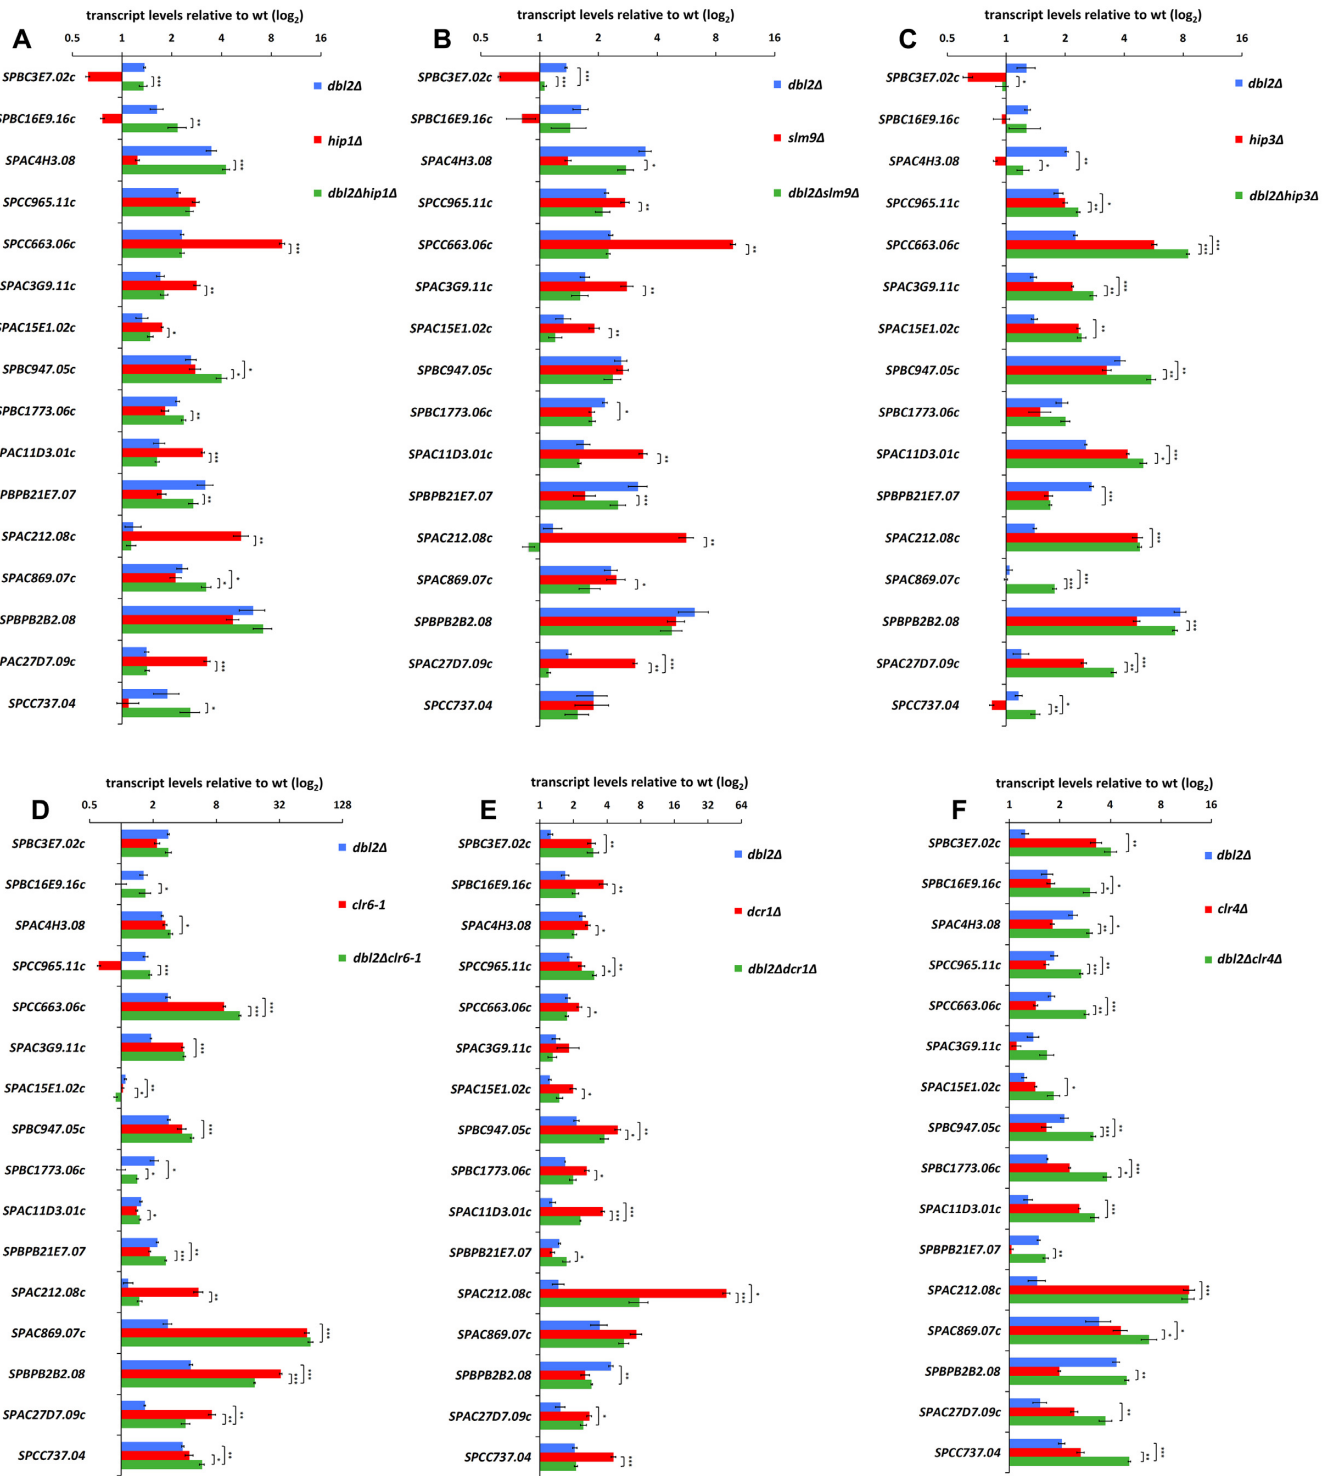 A
transcript levels relative to wt (log2)
0.5 1 2 4 8 16
SPBC3E7.02c
SPBC16E9.16c
SPAC4H3.08
SPCC965.11c
SPCC663.06c
SPAC3G9.11c
SPAC15E1.02c
SPBC947.05c
SPBC1773.06c
PAC11D3.01c
PBPB21E7.07
SPAC212.08c
SPAC869.07c
SPBPB2B2.08
PAC27D7.09c
SPCC737.04
dbl2Δ
hip1Δ
dbl2Δhip1Δ
B
transcript levels relative to wt (log2)
0.5 1 2 4 8 16
SPBC3E7.02c
SPBC16E9.16c
SPAC4H3.08
SPCC965.11c
SPCC663.06c
SPAC3G9.11c
SPAC15E1.02c
SPBC947.05c
SPBC1773.06c
SPAC11D3.01c
SPBPB21E7.07
SPAC212.08c
SPAC869.07c
SPBPB2B2.08
SPAC27D7.09c
SPCC737.04
dbl2Δ
slm9Δ
dbl2Δslm9Δ
C
transcript levels relative to wt (log2)
0.5 1 2 4 8 16
SPBC3E7.02c
SPBC16E9.16c
SPAC4H3.08
SPCC965.11c
SPCC663.06c
SPAC3G9.11c
SPAC15E1.02c
SPBC947.05c
SPBC1773.06c
SPAC11D3.01c
SPBPB21E7.07
SPAC212.08c
SPAC869.07c
SPBPB2B2.08
SPAC27D7.09c
SPCC737.04
dbl2Δ
hip3Δ
dbl2Δhip3Δ
D
transcript levels relative to wt (log2)
0.5 2 8 32 128
SPBC3E7.02c
SPBC16E9.16c
SPAC4H3.08
SPCC965.11c
SPCC663.06c
SPAC3G9.11c
SPAC15E1.02c
SPBC947.05c
SPBC1773.06c
SPAC11D3.01c
SPBPB21E7.07
SPAC212.08c
SPAC869.07c
SPBPB2B2.08
SPAC27D7.09c
SPCC737.04
dbl2Δ
clr6-1
dbl2Δclr6-1
E
transcript levels relative to wt (log2)
1 2 4 8 16 32 64
SPBC3E7.02c
SPBC16E9.16c
SPAC4H3.08
SPCC965.11c
SPCC663.06c
SPAC3G9.11c
SPAC15E1.02c
SPBC947.05c
SPBC1773.06c
SPAC11D3.01c
SPBPB21E7.07
SPAC212.08c
SPAC869.07c
SPBPB2B2.08
SPAC27D7.09c
SPCC737.04
dbl2Δ
dcr1Δ
dbl2Δdcr1Δ
F
transcript levels relative to wt (log2)
1 2 4 8 16
SPBC3E7.02c
SPBC16E9.16c
SPAC4H3.08
SPCC965.11c
SPCC663.06c
SPAC3G9.11c
SPAC15E1.02c
SPBC947.05c
SPBC1773.06c
SPAC11D3.01c
SPBPB21E7.07
SPAC212.08c
SPAC869.07c
SPBPB2B2.08
SPAC27D7.09c
SPCC737.04
dbl2Δ
clr4Δ
dbl2Δclr4Δ